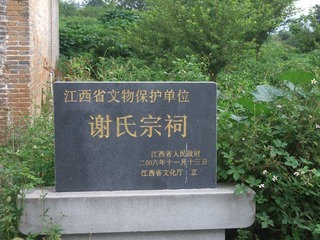 江西省文物保护单位
谢氏宗祠
江西省人民政府
二00六年十一月十三日
江西省文化厅 立